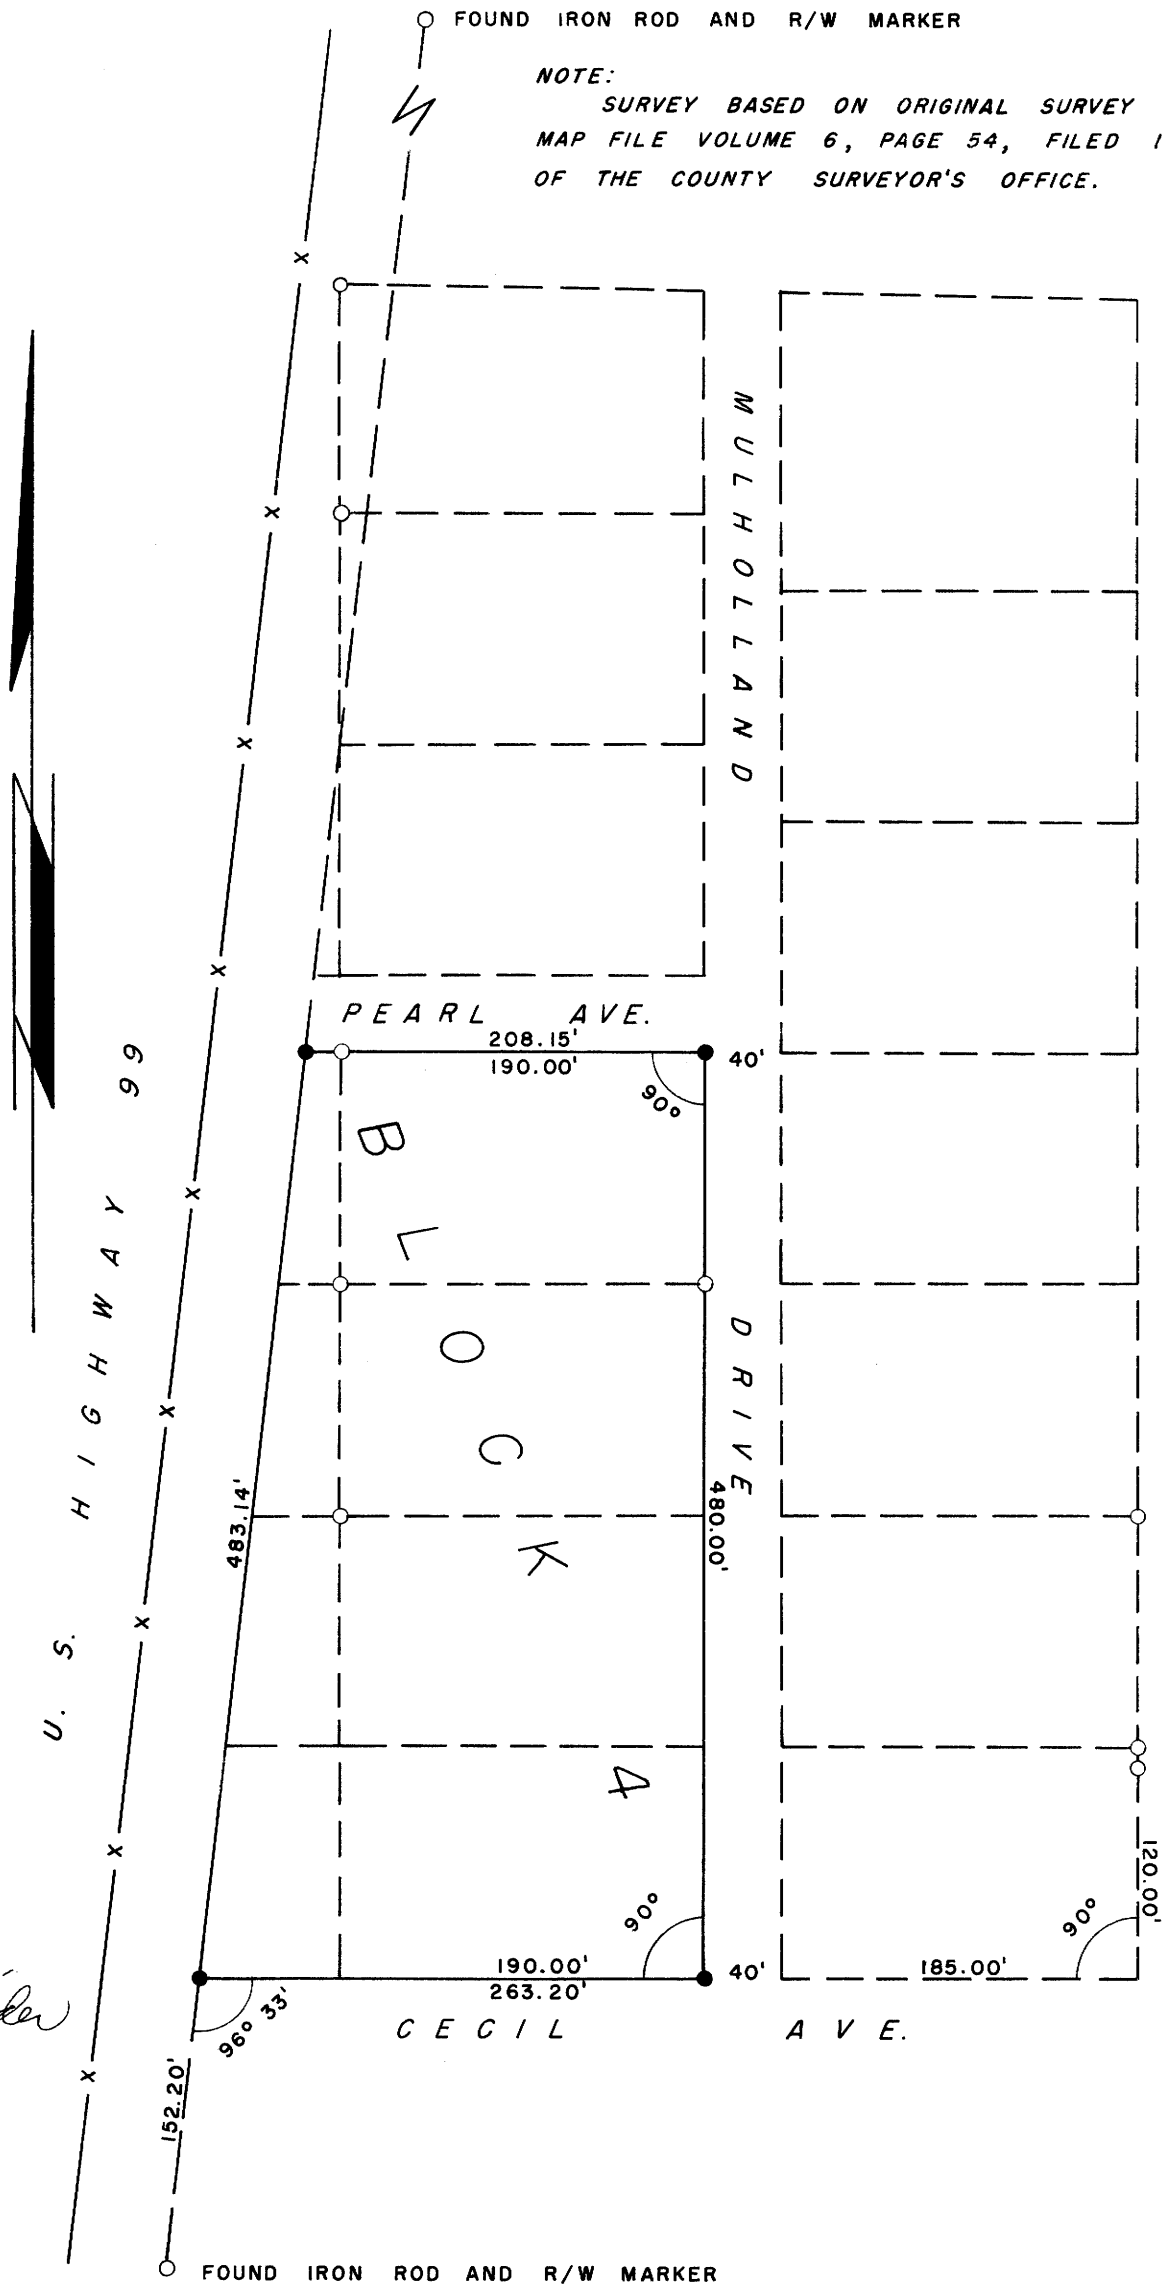 FOUND IRON ROD AND R/W MARKER
NOTE:
SURVEY BASED ON ORIGINAL SURVEY
MAP FILE VOLUME 6, PAGE 54, FILED
OF THE COUNTY SURVEYOR'S OFFICE.
MULHOLLAND DRIVE
PEARL AVE.
208.15'
190.00'
40'
90°
U. S. HIGHWAY 99
BLOCK 4
483.14'
480.00'
120.00'
90°
90°
190.00'
263.20'
40'
185.00'
96° 33'
CECIL AVE.
152.20'
FOUND IRON ROD AND R/W MARKER